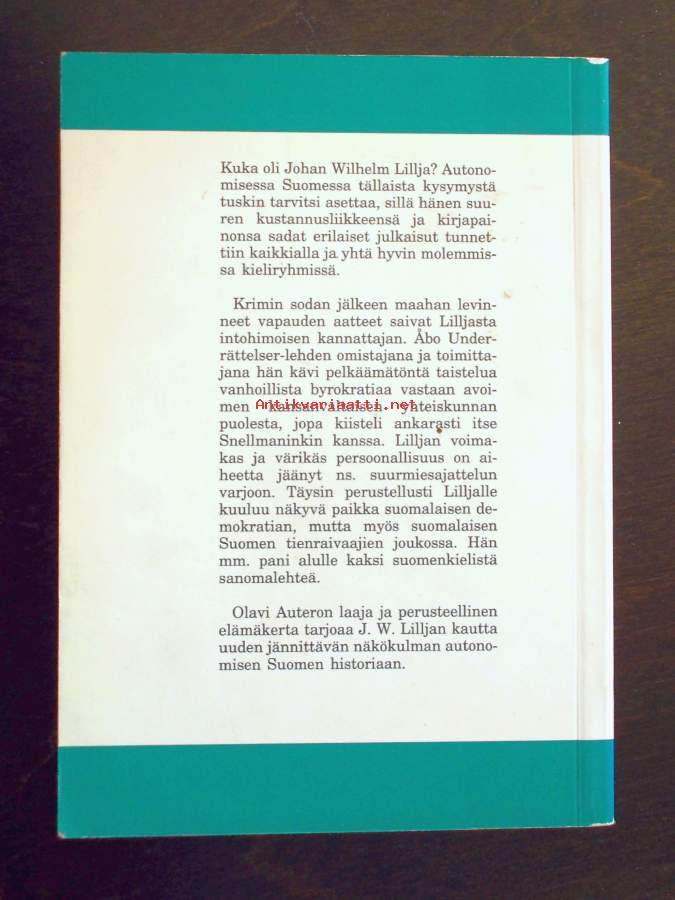 Kuka oli Johan Wilhelm Lillja? Autono-
misessa Suomessa tällaista kysymystä
tuskin tarvitsi asettaa, sillä hänen suu-
ren kustannusliikkeensä ja kirjapai-
nonsa sadat erilaiset julkaisut tunnet-
tiin kaikkialla ja yhtä hyvin molemmis-
sa kieliryhmissä.
Krimin sodan jälkeen maahan levin-
neet vapauden aatteet saivat Lilljasta
intohimoisen kannattajan. Åbo Under-
rättelser-lehden omistajana ja toimitta-
jana hän kävi pelkäämätöntä taistelua
vanhoillista byrokratiaa vastaan avoi-
men kansanvaltaisen yhteiskunnan
Antikvariaatti.net
puolesta, jopa kiisteli ankarasti itse
Snellmaninkin kanssa. Lilljan voima-
kas ja värikäs persoonallisuus on ai-
heetta jäänyt ns. suurmiesajattelun
varjoon. Täysin perustellusti Lilljalle
kuuluu näkyvä paikka suomalaisen de-
mokratian, mutta myös suomalaisen
Suomen tienraivaajien joukossa. Hän
mm. pani alulle kaksi suomenkielistä
sanomalehteä.
Olavi Auteron laaja ja perusteellinen
elämäkerta tarjoaa J. W. Lilljan kautta
uuden jännittävän näkökulman autono-
misen Suomen historiaan.